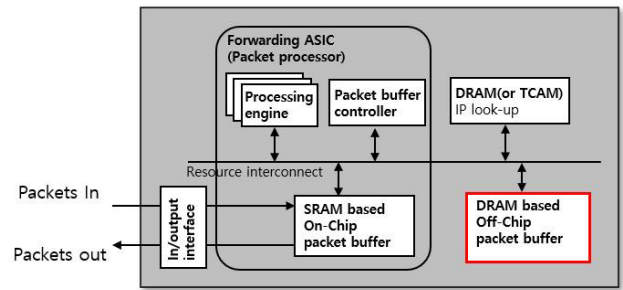 Forwarding ASIC
(Packet processor)
Processing
engine
Packet buffer
controller
DRAM(or TCAM)
IP look-up
Resource interconnect
Packets In
In/output
interface
SRAM based
On-Chip
packet buffer
DRAM based
Off-Chip
packet buffer
Packets out